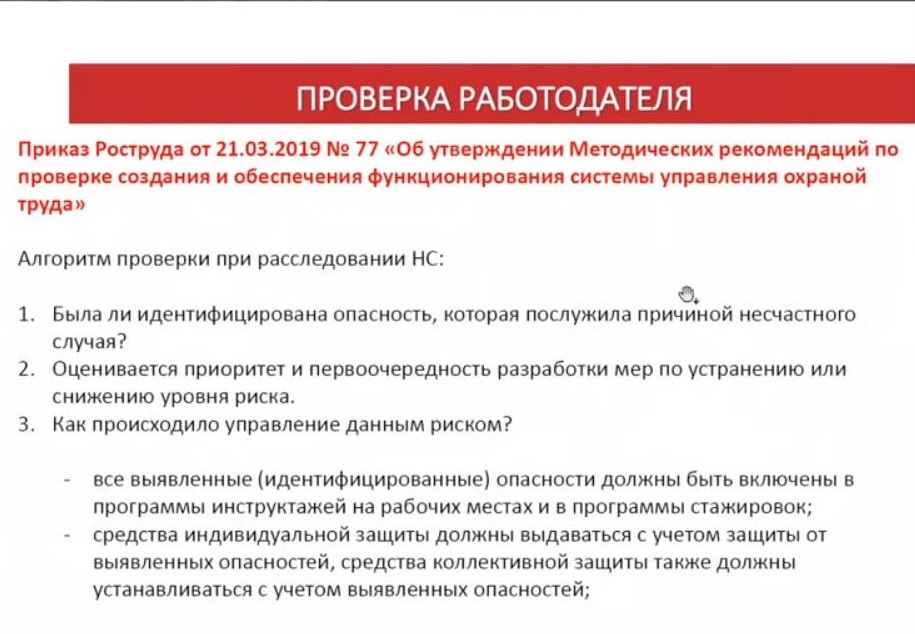 ПРОВЕРКА РАБОТОДАТЕЛЯ
Приказ Роструда от 21.03.2019 № 77 «Об утверждении Методических рекомендаций по
проверке создания и обеспечения функционирования системы управления охраной
труда»
Алгоритм проверки при расследовании НС:
1. Была ли идентифицирована опасность, которая послужила причиной несчастного
случая?
2. Оценивается приоритет и первоочередность разработки мер по устранению или
снижению уровня риска.
3. Как происходило управление данным риском?
- все выявленные (идентифицированные) опасности должны быть включены в
программы инструктажей на рабочих местах и в программы стажировок;
- средства индивидуальной защиты должны выдаваться с учетом защиты от
выявленных опасностей, средства коллективной защиты также должны
устанавливаться с учетом выявленных опасностей;